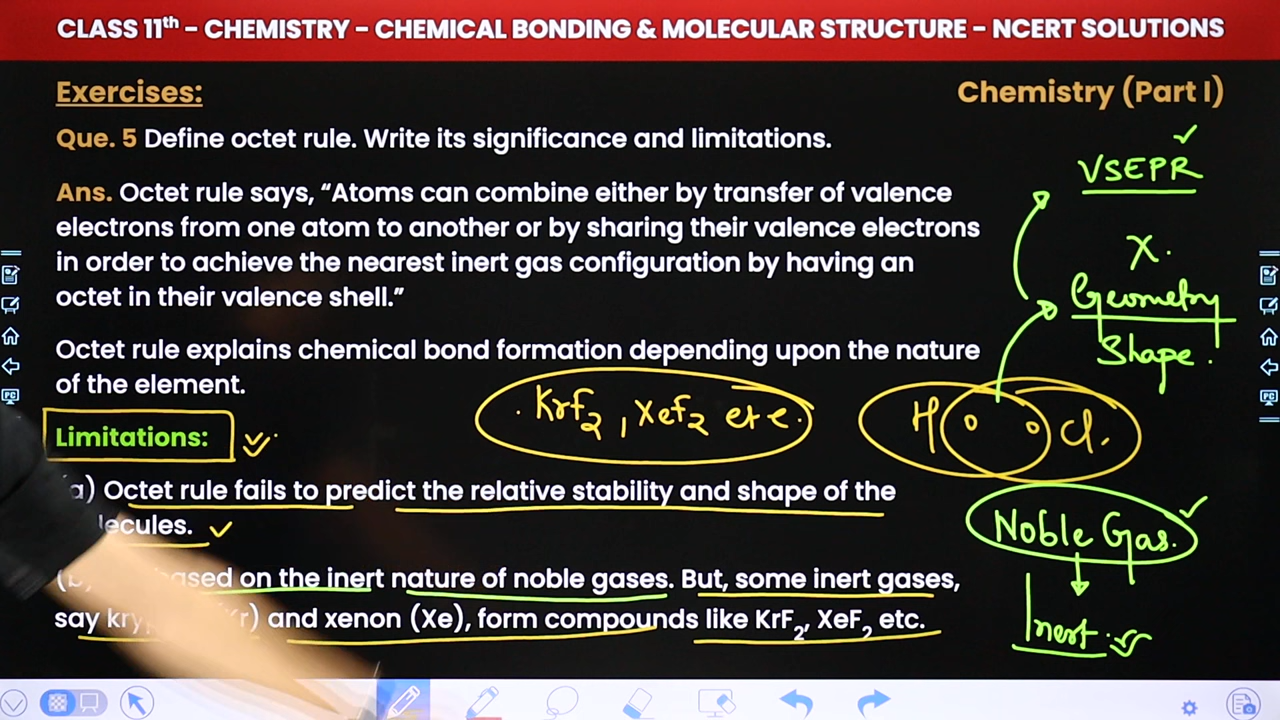 CLASS 11th – CHEMISTRY – CHEMICAL BONDING & MOLECULAR STRUCTURE – NCERT SOLUTIONS
Exercises:
Chemistry (Part I)
Que. 5 Define octet rule. Write its significance and limitations.
Ans. Octet rule says, “Atoms can combine either by transfer of valence
electrons from one atom to another or by sharing their valence electrons
in order to achieve the nearest inert gas configuration by having an
octet in their valence shell.”
Octet rule explains chemical bond formation depending upon the nature
of the element.
Limitations:
a) Octet rule fails to predict the relative stability and shape of the
lecules.
(b) ased on the inert nature of noble gases. But, some inert gases,
say kry r) and xenon (Xe), form compounds like KrF2, XeF2 etc.
VSEPR
X.
Geometry
Shape.
KrF2, XeF2 etc.
H Cl.
Noble Gas.
Inert.
PC
PC